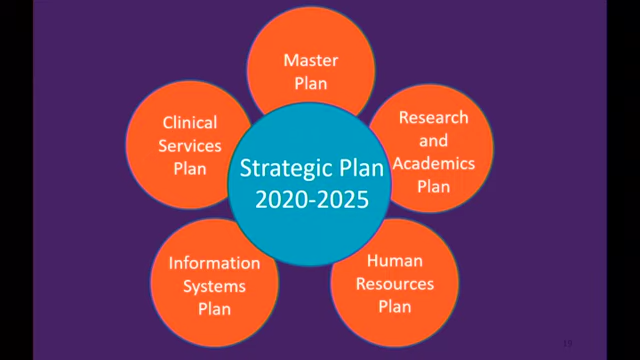 Master
Plan
Clinical
Services
Plan
Research
and
Academics
Plan
Strategic Plan
2020-2025
Information
Systems
Plan
Human
Resources
Plan
15